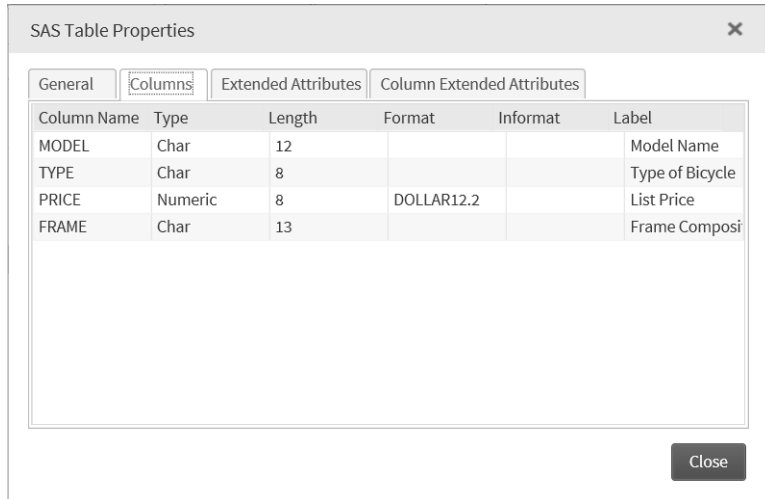 SAS Table Properties
General Columns Extended Attributes Column Extended Attributes
Column Name Type Length Format Informat Label
MODEL Char 12 Model Name
TYPE Char 8 Type of Bicycle
PRICE Numeric 8 DOLLAR12.2 List Price
FRAME Char 13 Frame Composi
Close